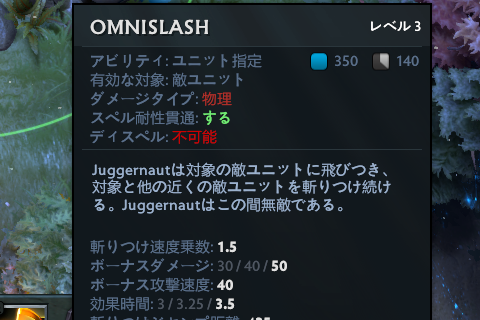 OMNISLASH
レベル 3
アビリティ: ユニット指定 350 140
有効な対象: 敵ユニット
ダメージタイプ: 物理
スペル耐性貫通: する
ディスペル: 不可能
Juggernautは対象の敵ユニットに飛びつき、
対象と他の近くの敵ユニットを斬りつけ続け
る。Juggernautはこの間無敵である。
斬りつけ速度乗数: 1.5
ボーナスダメージ: 30 / 40 / 50
ボーナス攻撃速度: 40
効果時間: 3 / 3.25 / 3.5